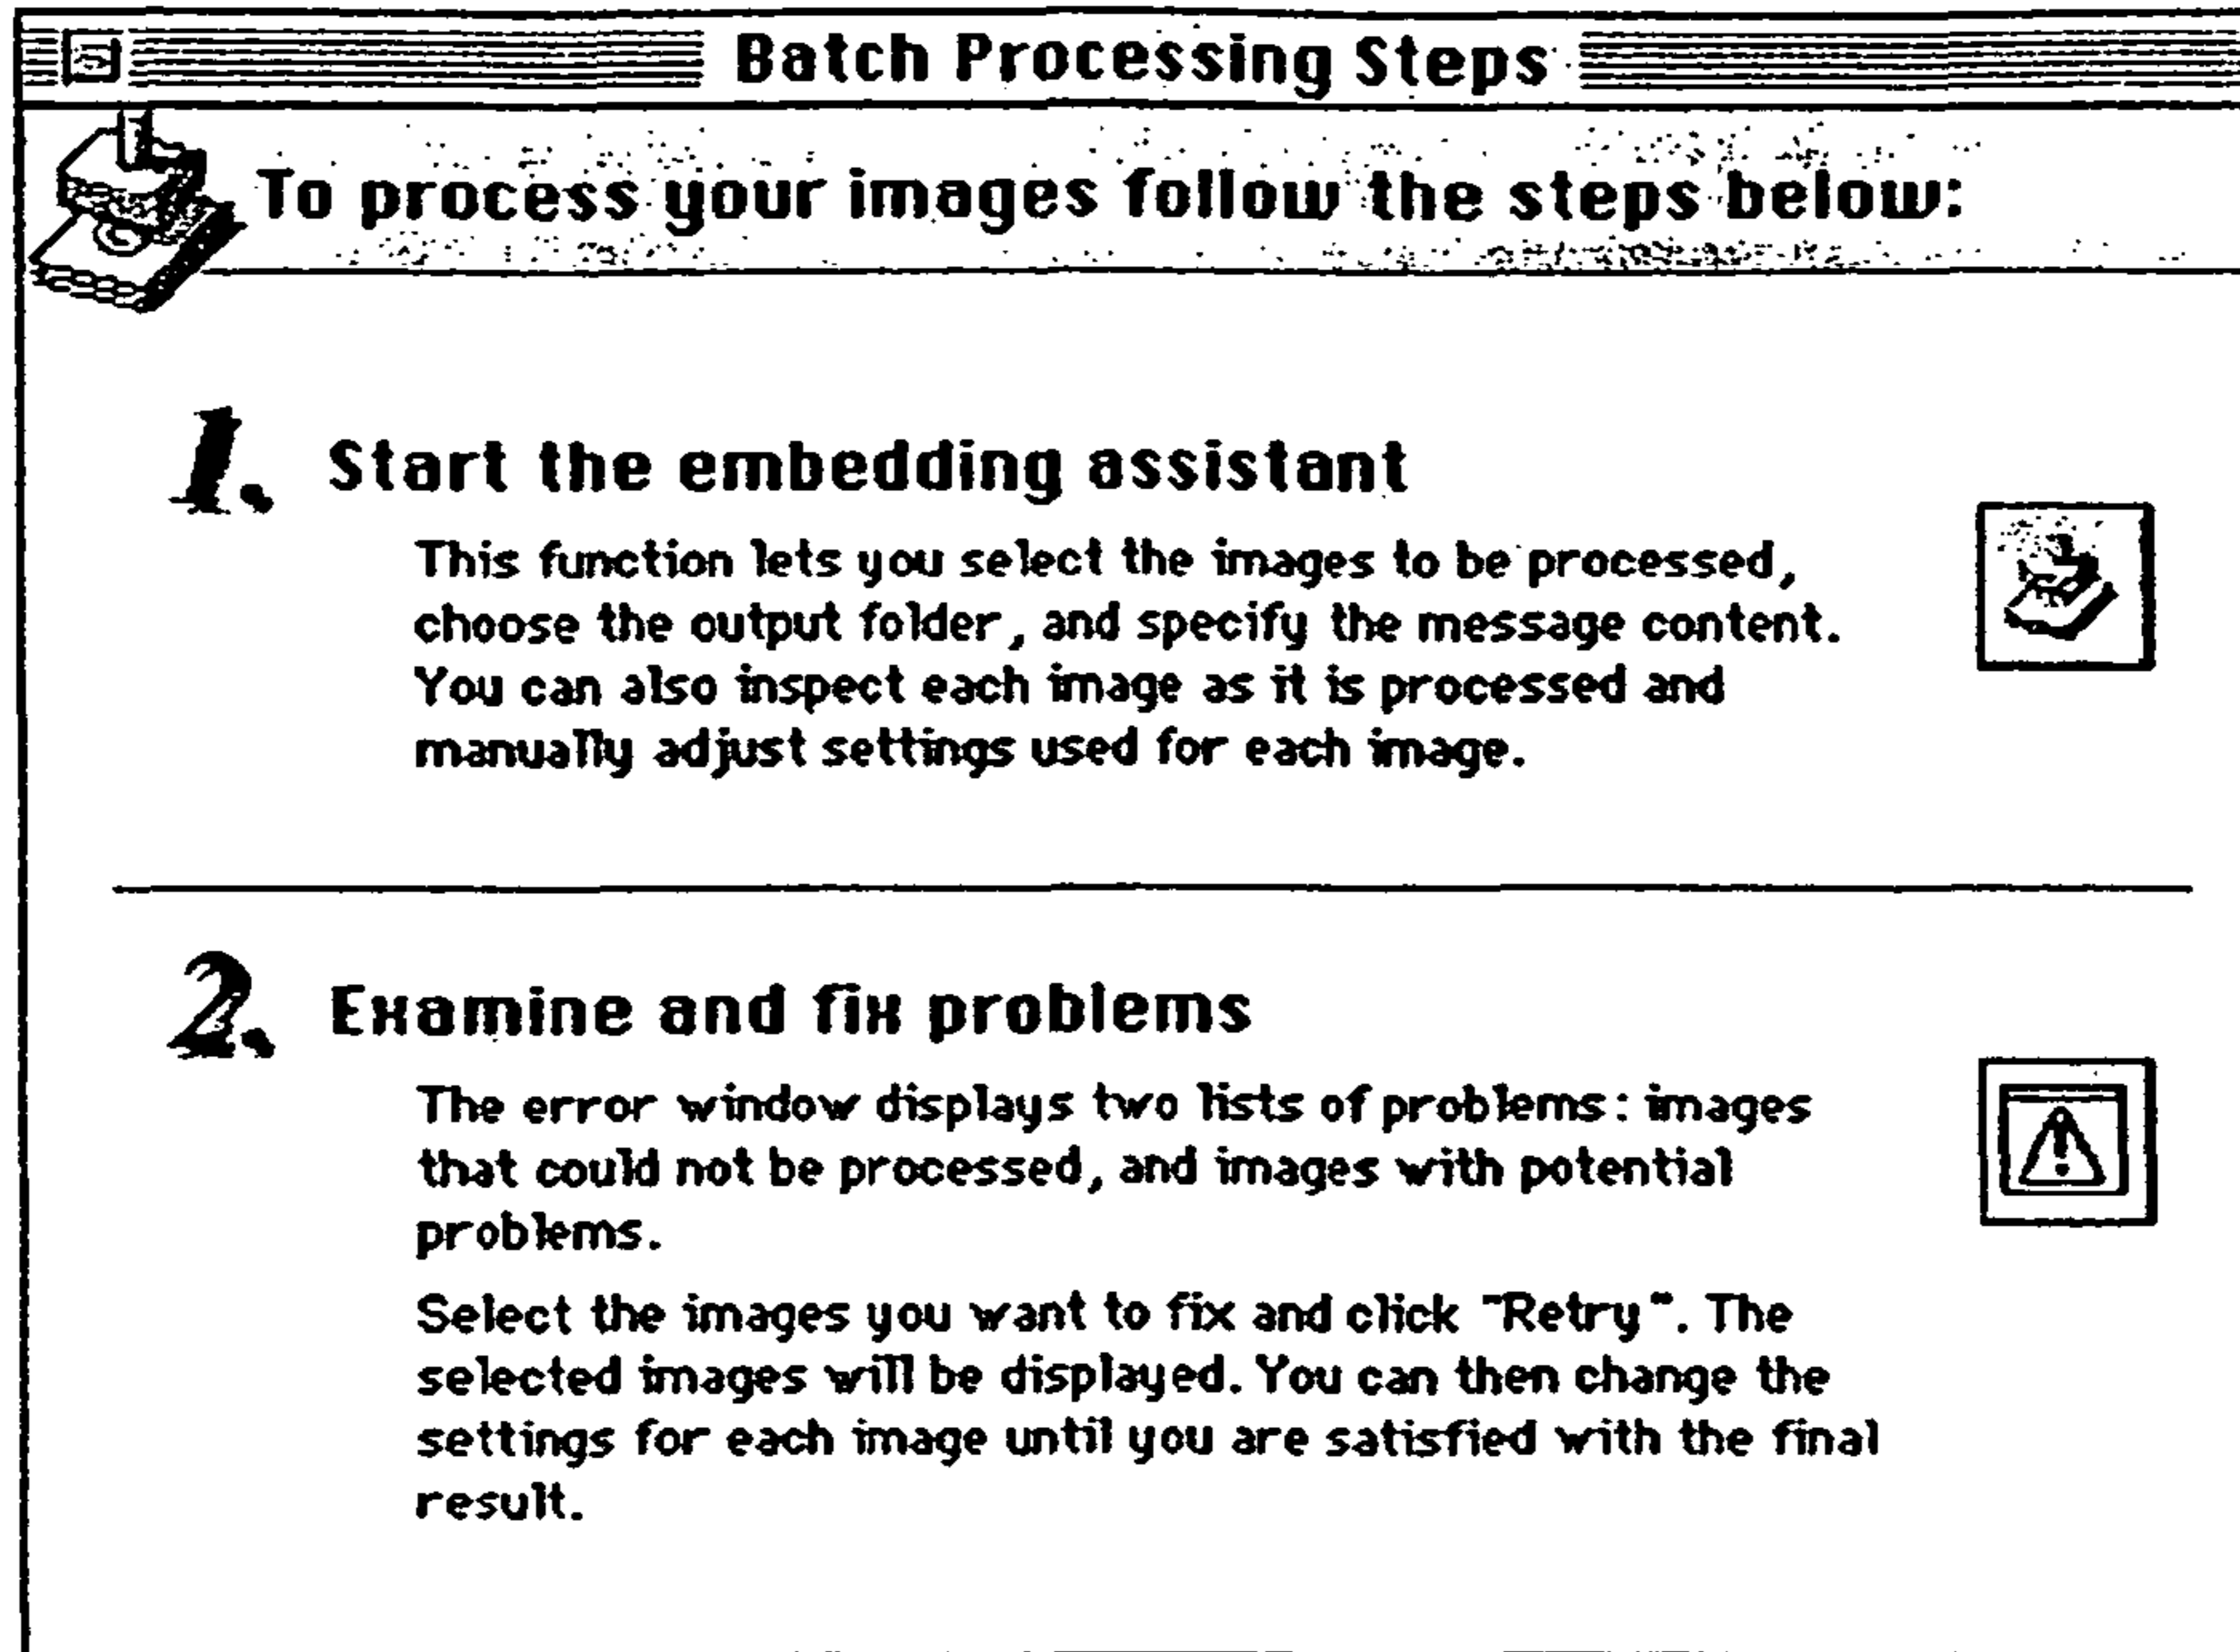 Batch Processing Steps
To process your images follow the steps below:
1. Start the embedding assistant
This function lets you select the images to be processed,
choose the output folder, and specify the message content.
You can also inspect each image as it is processed and
manually adjust settings used for each image.
2. Examine and fix problems
The error window displays two lists of problems: images
that could not be processed, and images with potential
problems.
Select the images you want to fix and click "Retry". The
selected images will be displayed. You can then change the
settings for each image until you are satisfied with the final
result.